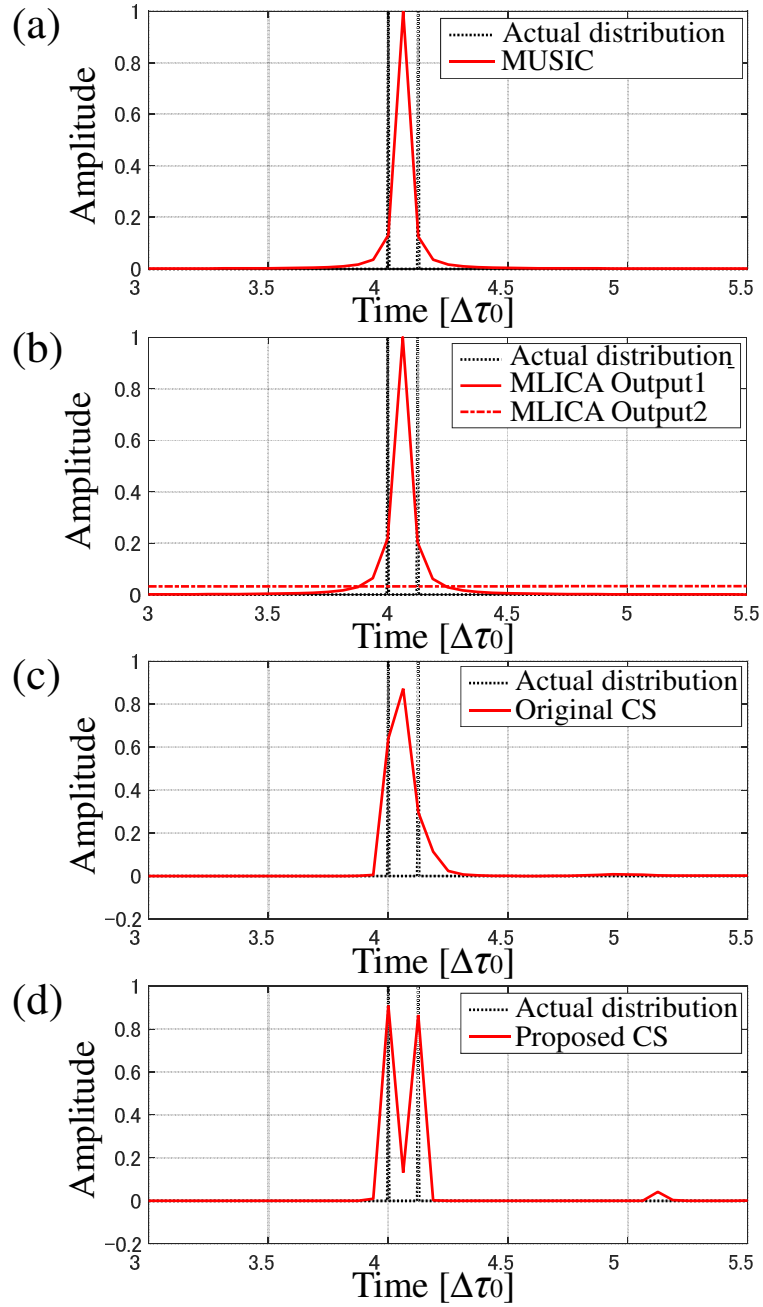 (a)
Actual distribution
MUSIC
Amplitude
1
0.8
0.6
0.4
0.2
0
3
3.5
4
4.5
5
5.5
Time [Δτ0]
(b)
Actual distribution
MLICA Output1
MLICA Output2
Amplitude
1
0.8
0.6
0.4
0.2
0
3
3.5
4
4.5
5
5.5
Time [Δτ0]
(c)
Actual distribution
Original CS
Amplitude
1
0.8
0.6
0.4
0.2
0
−0.2
3
3.5
4
4.5
5
5.5
Time [Δτ0]
(d)
Actual distribution
Proposed CS
Amplitude
1
0.8
0.6
0.4
0.2
0
−0.2
3
3.5
4
4.5
5
5.5
Time [Δτ0]